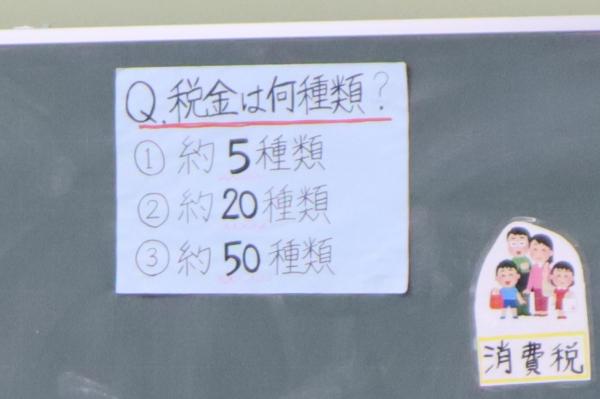 Q.税金は何種類?
① 約5種類
② 約20種類
③ 約50種類
消費税